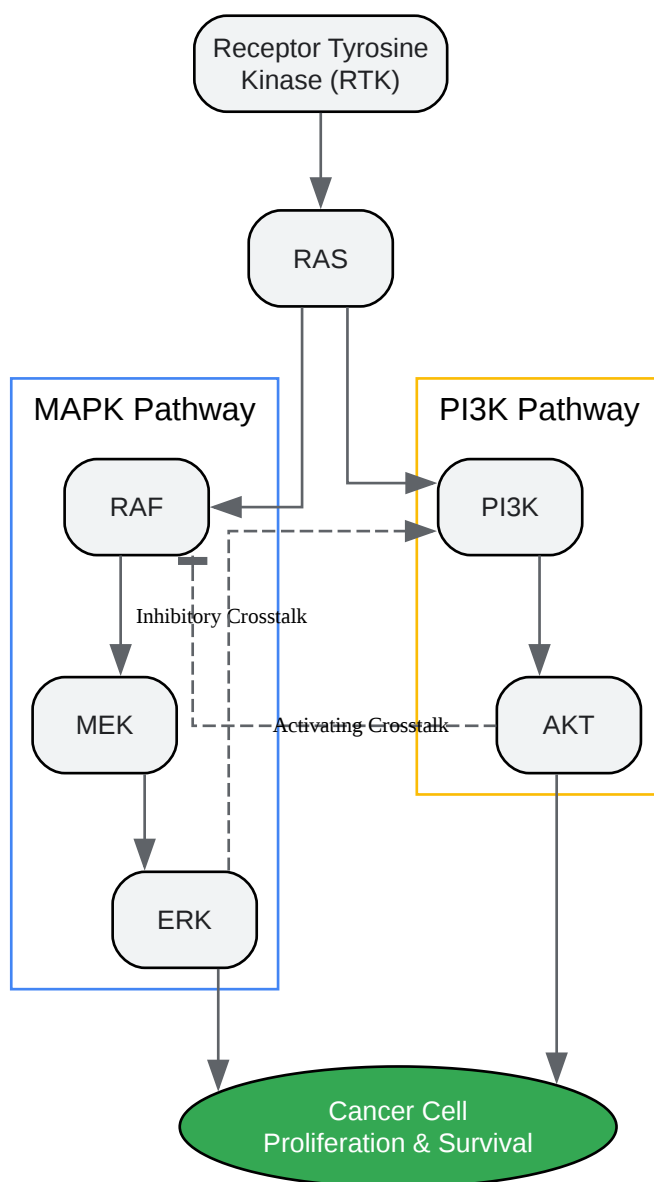 Receptor Tyrosine
Kinase (RTK)
RAS
MAPK Pathway
PI3K Pathway
RAF
PI3K
Inhibitory Crosstalk
MEK
Activating Crosstalk
AKT
ERK
Cancer Cell
Proliferation & Survival